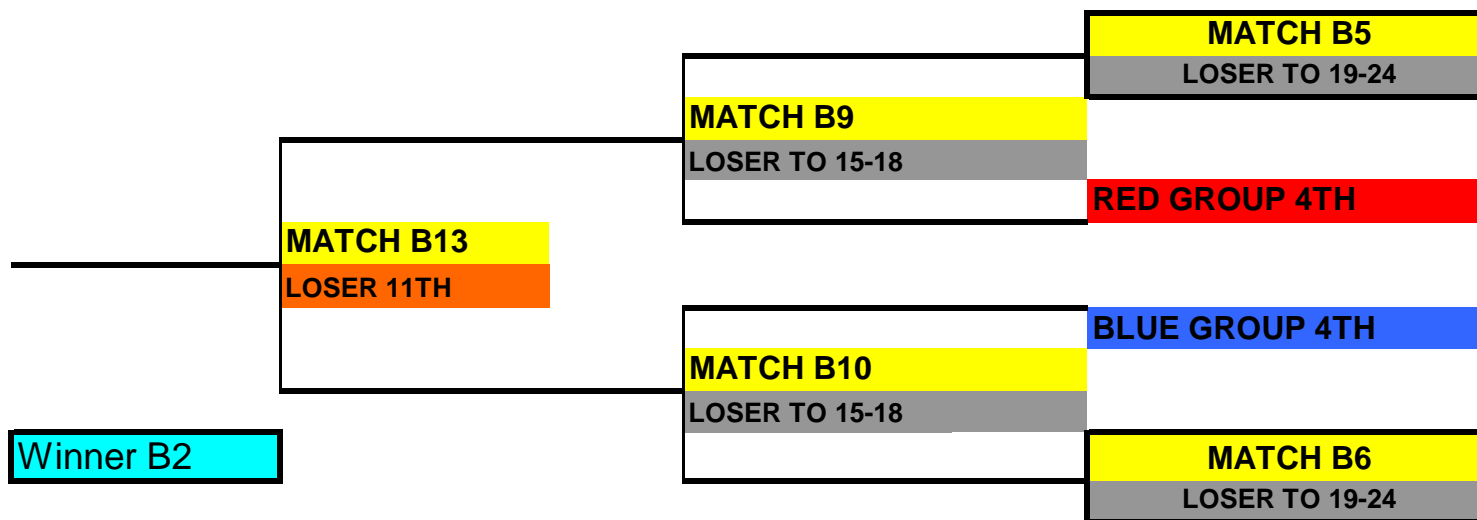 MATCH B5
LOSER TO 19-24
MATCH B9
LOSER TO 15-18
RED GROUP 4TH
MATCH B13
LOSER 11TH
BLUE GROUP 4TH
MATCH B10
LOSER TO 15-18
Winner B2
MATCH B6
LOSER TO 19-24